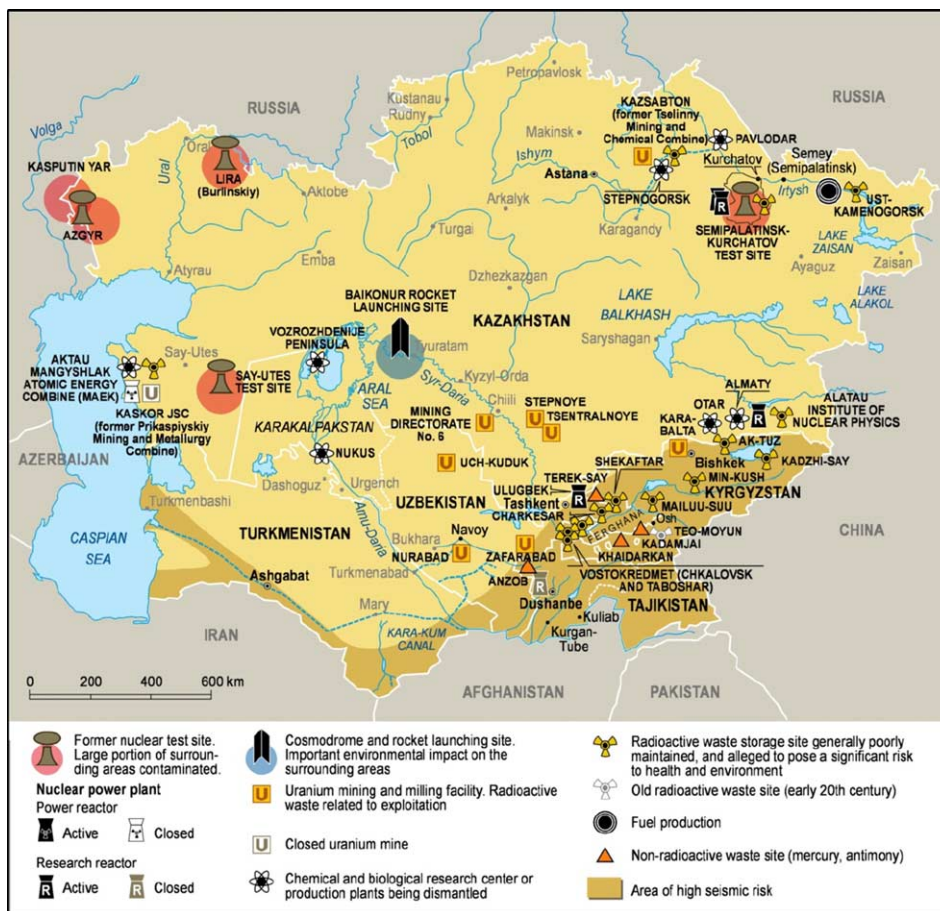 RUSSIA
Petropavlosk
Kustanau
Rudny
Tobol
Makinsk
KAZSABTON
(former Tselinny
Mining and
Chemical Combine)
RUSSIA
Volga
KASPUTIN YAR
Ural
Oral
LIRA
(Burlinskiy)
Aktobe
Ishym
Astana
PAVLODAR
Kurchatov
Semey
(Semipalatinsk)
Irtysh
UST-
KAMENOGORSK
STEPNOGORSK
AZGYR
Arkalyk
Turgai
Karagandy
SEMIPALATINSK-
KURCHATOV
TEST SITE
LAKE
ZAISAN
Zaisan
Ayaguz
Atyrau
Emba
Dzhezkazgan
BAIKONUR ROCKET
LAUNCHING SITE
KAZAKHSTAN
LAKE
BALKHASH
LAKE
ALAKOL
VOZROZHDENIJE
PENINSULA
yuratam
Saryshagan
AKTAU
MANGYSHLAK
ATOMIC ENERGY
COMBINE (MAEK)
Say-Utes
SAY-UTES
TEST SITE
ARAL
SEA
Syr-Daria
Kyzyl-Orda
Chiili
KASKOR JSC
(former Prikaspiyskiy
Mining and Metallurgy
Combine)
KARAKALPAKSTAN
MINING
DIRECTORATE
No. 6
STEPNOYE
TSENTRALNOYE
ALMATY
OTAR
KARA-
BALTA
ALATAU
INSTITUTE OF
NUCLEAR PHYSICS
AZERBAIJAN
NUKUS
UCH-KUDUK
SHEKAFTAR
TEREK-SAY
AK-TUZ
Bishkek
KADZHI-SAY
MIN-KUSH
KYRGYZSTAN
Dashoguz
Urgench
UZBEKISTAN
ULUGBEK
Tashkent
CHARKESAR
MAILUU-SUU
Turkmenbashi
TURKMENISTAN
Amu-Daria
FERGHANA
Osh
TEO-MOYUN
KADAMJAI
CHINA
CASPIAN
SEA
Bukhara
Navoy
NURABAD
ZAFARABAD
KHAIDARKAN
Turkmenabad
ANZOB
VOSTOKREDMET (CHKALOVSK
AND TABOSHAR)
Ashgabat
Dushanbe
TAJIKISTAN
Mary
Kuliab
IRAN
KARA-KUM
CANAL
Kurgan-
Tube
AFGHANISTAN
PAKISTAN
0 200 400 600 km
Former nuclear test site.
Large portion of surroun-
ding areas contaminated.
Nuclear power plant
Power reactor
Active
Closed
Research reactor
R Active
R Closed
Cosmodrome and rocket launching site.
Important environmental impact on the
surrounding areas
U Uranium mining and milling facility. Radioactive
waste related to exploitation
U Closed uranium mine
Chemical and biological research center or
production plants being dismantled
Radioactive waste storage site generally poorly
maintained, and alleged to pose a significant risk
to health and environment
Old radioactive waste site (early 20th century)
Fuel production
Non-radioactive waste site (mercury, antimony)
Area of high seismic risk